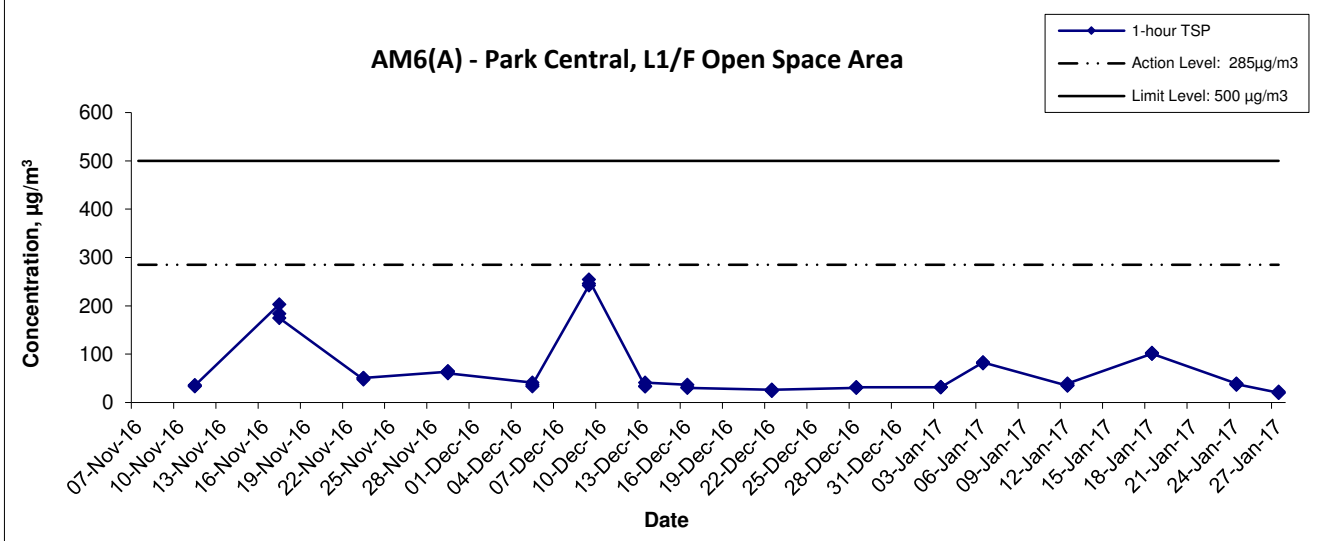 1-hour TSP
Action Level:  285µg/m3
Limit Level: 500 µg/m3
AM6(A) - Park Central, L1/F Open Space Area
Concentration, µg/m³
600
500
400
300
200
100
0
07-Nov-16
10-Nov-16
13-Nov-16
16-Nov-16
19-Nov-16
22-Nov-16
25-Nov-16
28-Nov-16
01-Dec-16
04-Dec-16
07-Dec-16
10-Dec-16
13-Dec-16
16-Dec-16
19-Dec-16
22-Dec-16
25-Dec-16
28-Dec-16
31-Dec-16
03-Jan-17
06-Jan-17
09-Jan-17
12-Jan-17
15-Jan-17
18-Jan-17
21-Jan-17
24-Jan-17
27-Jan-17
Date